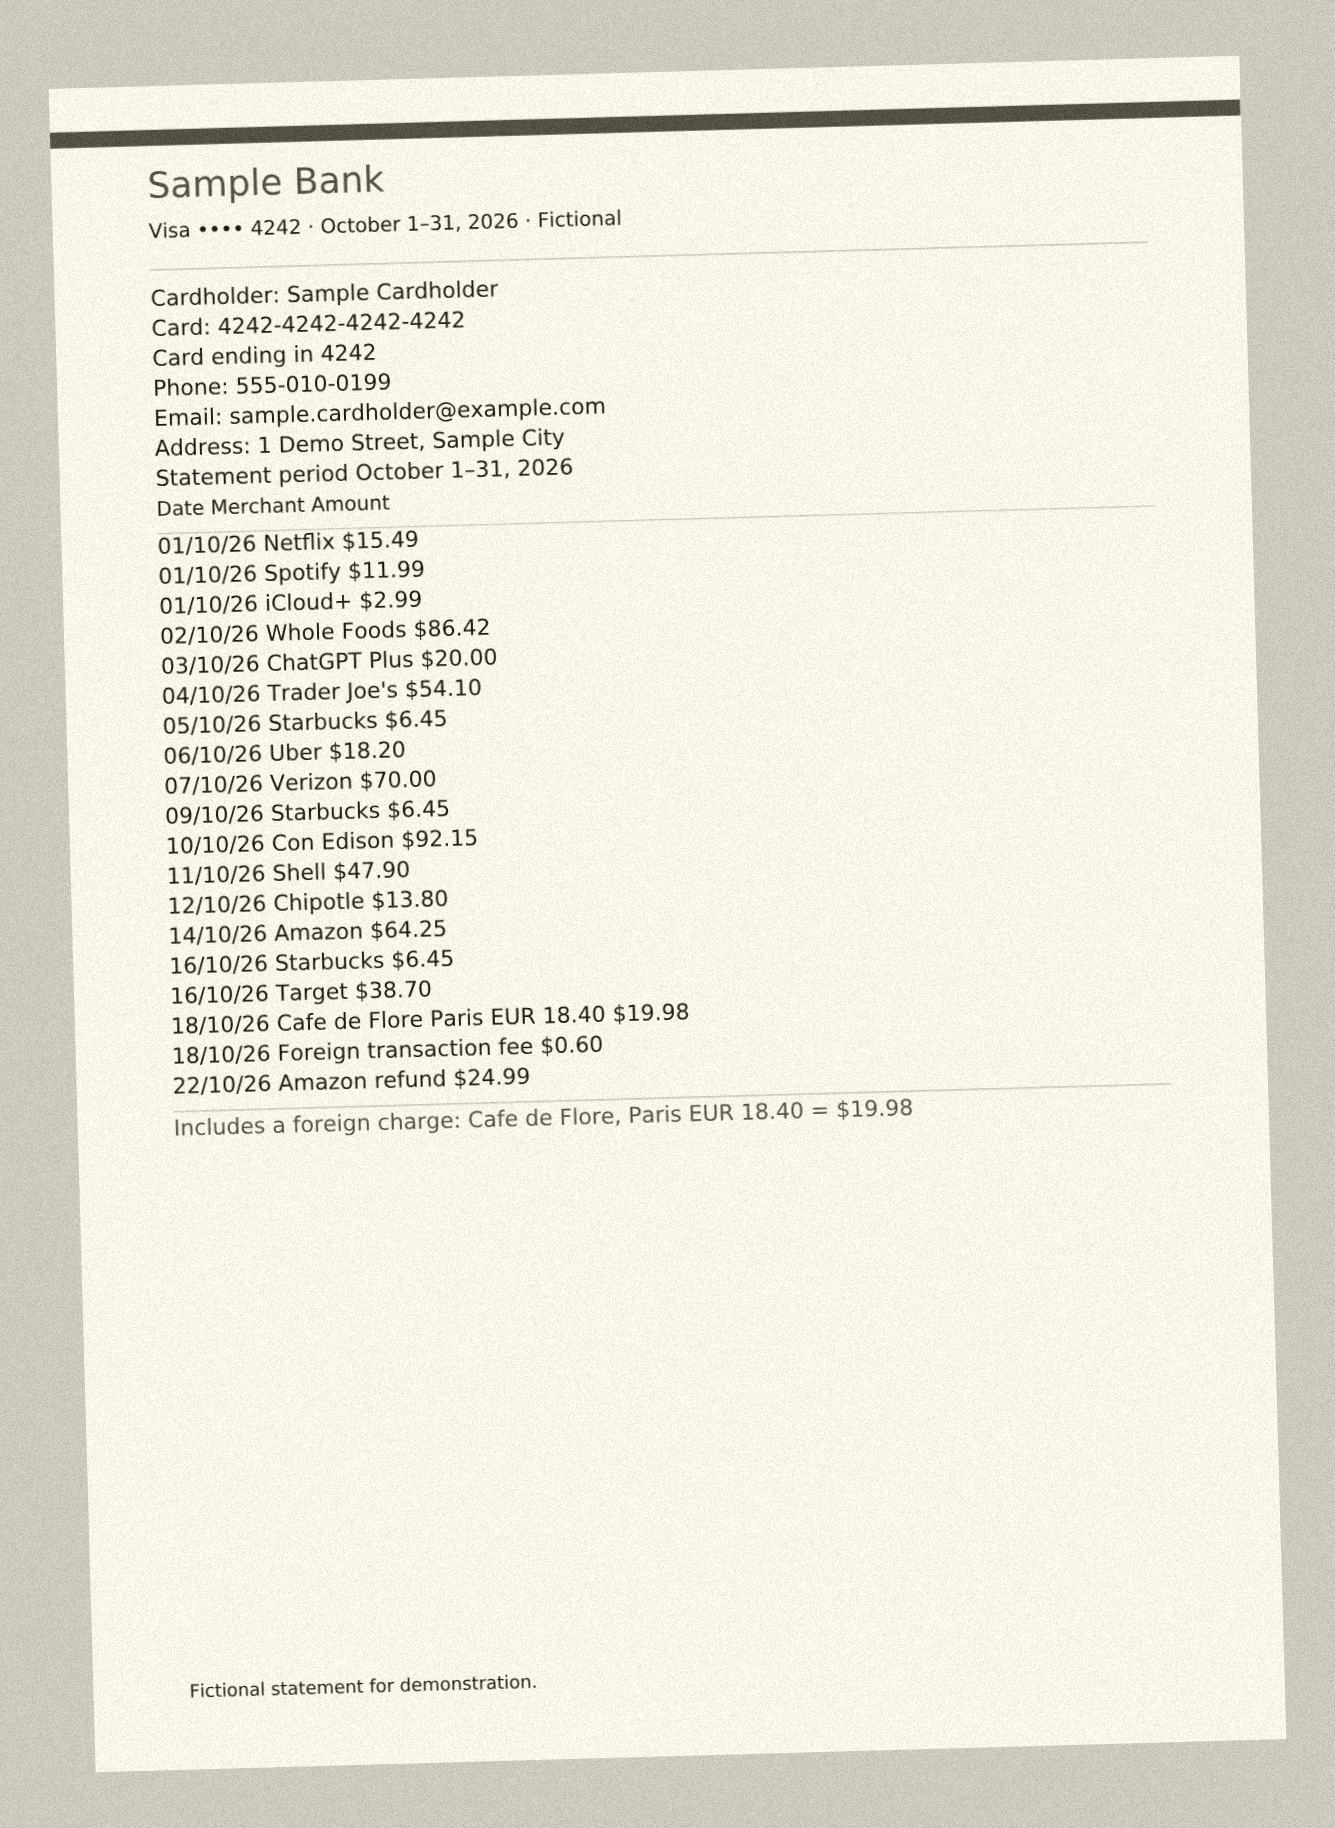 Sample Bank
Visa •••• 4242 · October 1–31, 2026 · Fictional
Cardholder: Sample Cardholder
Card: 4242-4242-4242-4242
Card ending in 4242
Phone: 555-010-0199
Email: sample.cardholder@example.com
Address: 1 Demo Street, Sample City
Statement period October 1–31, 2026
Date Merchant Amount
01/10/26 Netflix $15.49
01/10/26 Spotify $11.99
01/10/26 iCloud+ $2.99
02/10/26 Whole Foods $86.42
03/10/26 ChatGPT Plus $20.00
04/10/26 Trader Joe's $54.10
05/10/26 Starbucks $6.45
06/10/26 Uber $18.20
07/10/26 Verizon $70.00
09/10/26 Starbucks $6.45
10/10/26 Con Edison $92.15
11/10/26 Shell $47.90
12/10/26 Chipotle $13.80
14/10/26 Amazon $64.25
16/10/26 Starbucks $6.45
16/10/26 Target $38.70
18/10/26 Cafe de Flore Paris EUR 18.40 $19.98
18/10/26 Foreign transaction fee $0.60
22/10/26 Amazon refund $24.99
Includes a foreign charge: Cafe de Flore, Paris EUR 18.40 = $19.98
Fictional statement for demonstration.